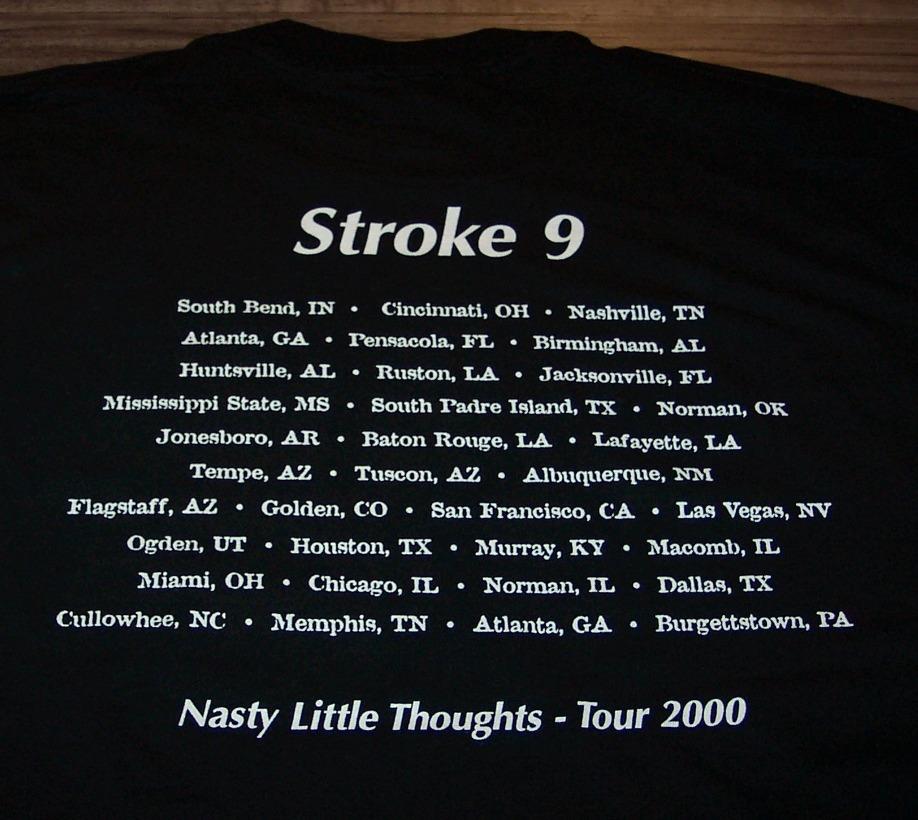 Stroke 9
South Bend, IN • Cincinnati, OH • Nashville, TN
Atlanta, GA • Pensacola, FL • Birmingham, AL
Huntsville, AL • Ruston, LA • Jacksonville, FL
Mississippi State, MS • South Padre Island, TX • Norman, OK
Jonesboro, AR • Baton Rouge, LA • Lafayette, LA
Tempe, AZ • Tuscon, AZ • Albuquerque, NM
Flagstaff, AZ • Golden, CO • San Francisco, CA • Las Vegas, NV
Ogden, UT • Houston, TX • Murray, KY • Macomb, IL
Miami, OH • Chicago, IL • Norman, IL • Dallas, TX
Cullowhee, NC • Memphis, TN • Atlanta, GA • Burgettstown, PA
Nasty Little Thoughts - Tour 2000